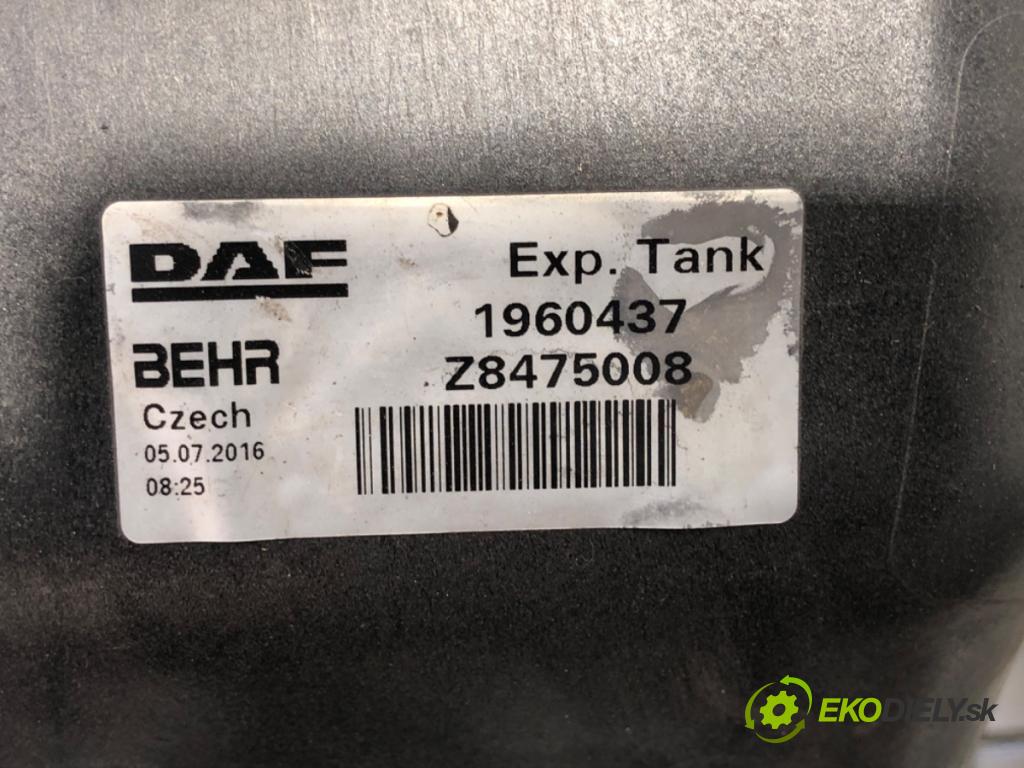 DAF
Exp. Tank
1960437
BEHR
Z8475008
Czech
05.07.2016
08:25
EKODIELY.sk